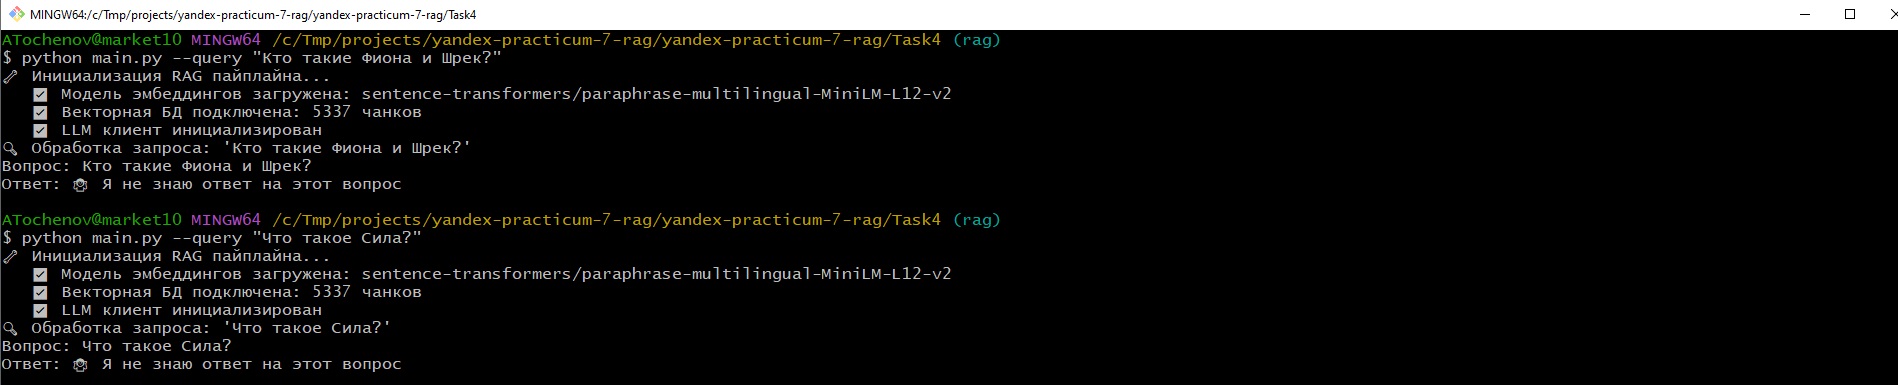 MINGW64:/c/Tmp/projects/yandex-practicum-7-rag/yandex-practicum-7-rag/Task4
ATochenov@market10 MINGW64 /c/Tmp/projects/yandex-practicum-7-rag/yandex-practicum-7-rag/Task4 (rag)
$ python main.py --query "Кто такие Фиона и Шрек?"
Инициализация RAG пайплайна...
Модель эмбеддингов загружена: sentence-transformers/paraphrase-multilingual-MiniLM-L12-v2
Векторная БД подключена: 5337 чанков
LLM клиент инициализирован
Обработка запроса: 'Кто такие Фиона и Шрек?'
Вопрос: Кто такие Фиона и Шрек?
Ответ: Я не знаю ответ на этот вопрос
ATochenov@market10 MINGW64 /c/Tmp/projects/yandex-practicum-7-rag/yandex-practicum-7-rag/Task4 (rag)
$ python main.py --query "Что такое Сила?"
Инициализация RAG пайплайна...
Модель эмбеддингов загружена: sentence-transformers/paraphrase-multilingual-MiniLM-L12-v2
Векторная БД подключена: 5337 чанков
LLM клиент инициализирован
Обработка запроса: 'Что такое Сила?'
Вопрос: Что такое Сила?
Ответ: Я не знаю ответ на этот вопрос